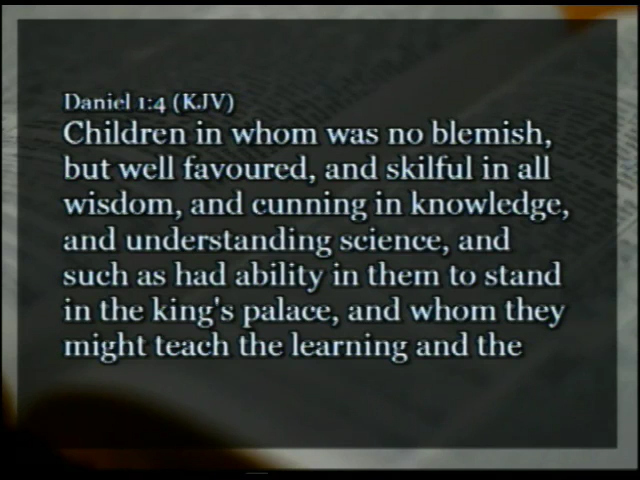 Daniel 1:4 (KJV)
Children in whom was no blemish,
but well favoured, and skilful in all
wisdom, and cunning in knowledge,
and understanding science, and
such as had ability in them to stand
in the king's palace, and whom they
might teach the learning and the